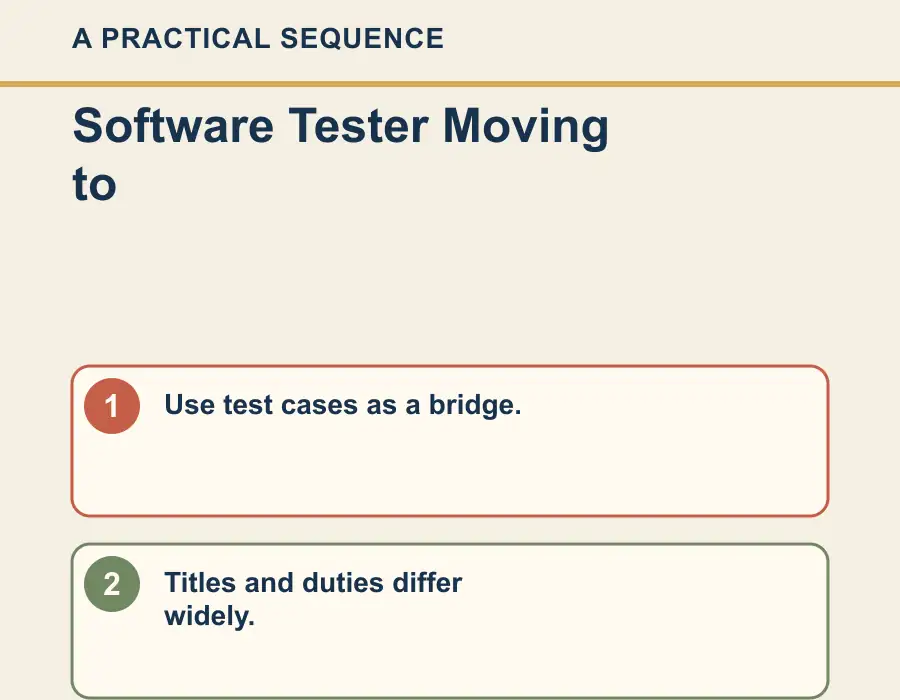 A PRACTICAL SEQUENCE
Software Tester Moving
to
1
Use test cases as a bridge.
2
Titles and duties differ
widely.